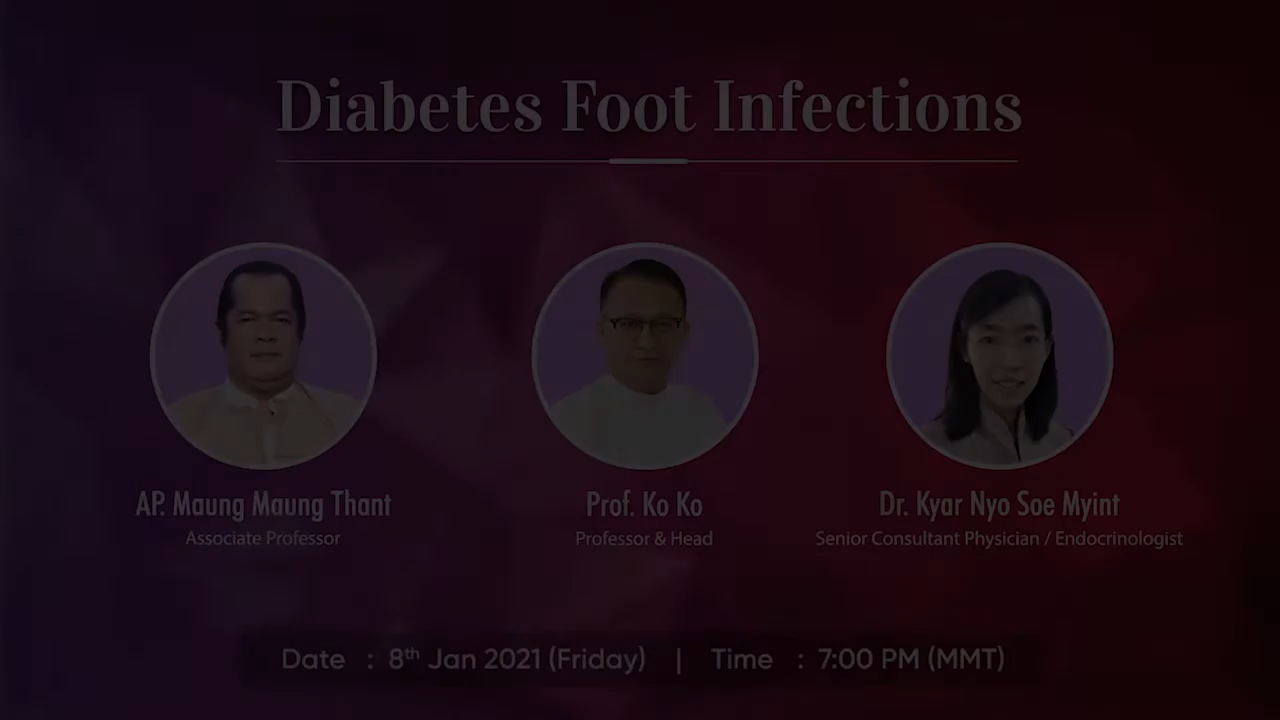 Diabetes Foot Infections
AP. Maung Maung Thant
Associate Professor
Prof. Ko Ko
Professor & Head
Dr. Kyar Nyo Soe Myint
Senior Consultant Physician / Endocrinologist
Date : 8th Jan 2021 (Friday) | Time : 7:00 PM (MMT)